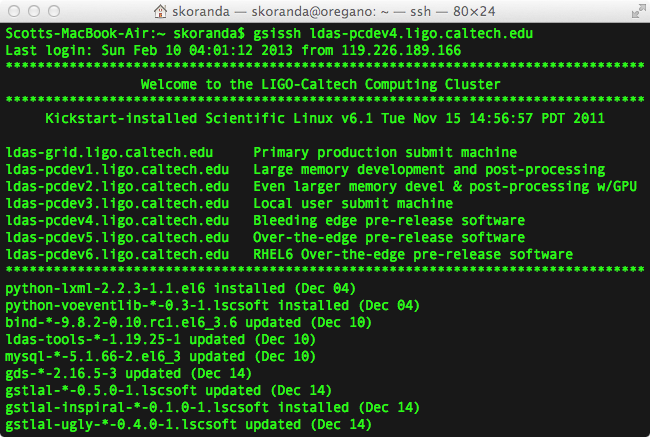 skoranda — skoranda@oregano: ~ — ssh — 80×24
Scotts-MacBook-Air:~ skoranda$ gsissh ldas-pcdev4.ligo.caltech.edu
Last login: Sun Feb 10 04:01:12 2013 from 119.226.189.166
********************************************************************************
Welcome to the LIGO-Caltech Computing Cluster
********************************************************************************
Kickstart-installed Scientific Linux v6.1 Tue Nov 15 14:56:57 PDT 2011
ldas-grid.ligo.caltech.edu     Primary production submit machine
ldas-pcdev1.ligo.caltech.edu   Large memory development and post-processing
ldas-pcdev2.ligo.caltech.edu   Even larger memory devel & post-processing w/GPU
ldas-pcdev3.ligo.caltech.edu   Local user submit machine
ldas-pcdev4.ligo.caltech.edu   Bleeding edge pre-release software
ldas-pcdev5.ligo.caltech.edu   Over-the-edge pre-release software
ldas-pcdev6.ligo.caltech.edu   RHEL6 Over-the-edge pre-release software
********************************************************************************
python-lxml-2.2.3-1.1.el6 installed (Dec 04)
python-voeventlib-*-0.3-1.lscsoft installed (Dec 04)
bind-*-9.8.2-0.10.rc1.el6_3.6 updated (Dec 10)
ldas-tools-*-1.19.25-1 updated (Dec 10)
mysql-*-5.1.66-2.el6_3 updated (Dec 10)
gds-*-2.16.5-3 updated (Dec 14)
gstlal-*-0.5.0-1.lscsoft updated (Dec 14)
gstlal-inspiral-*-0.1.0-1.lscsoft installed (Dec 14)
gstlal-ugly-*-0.4.0-1.lscsoft updated (Dec 14)